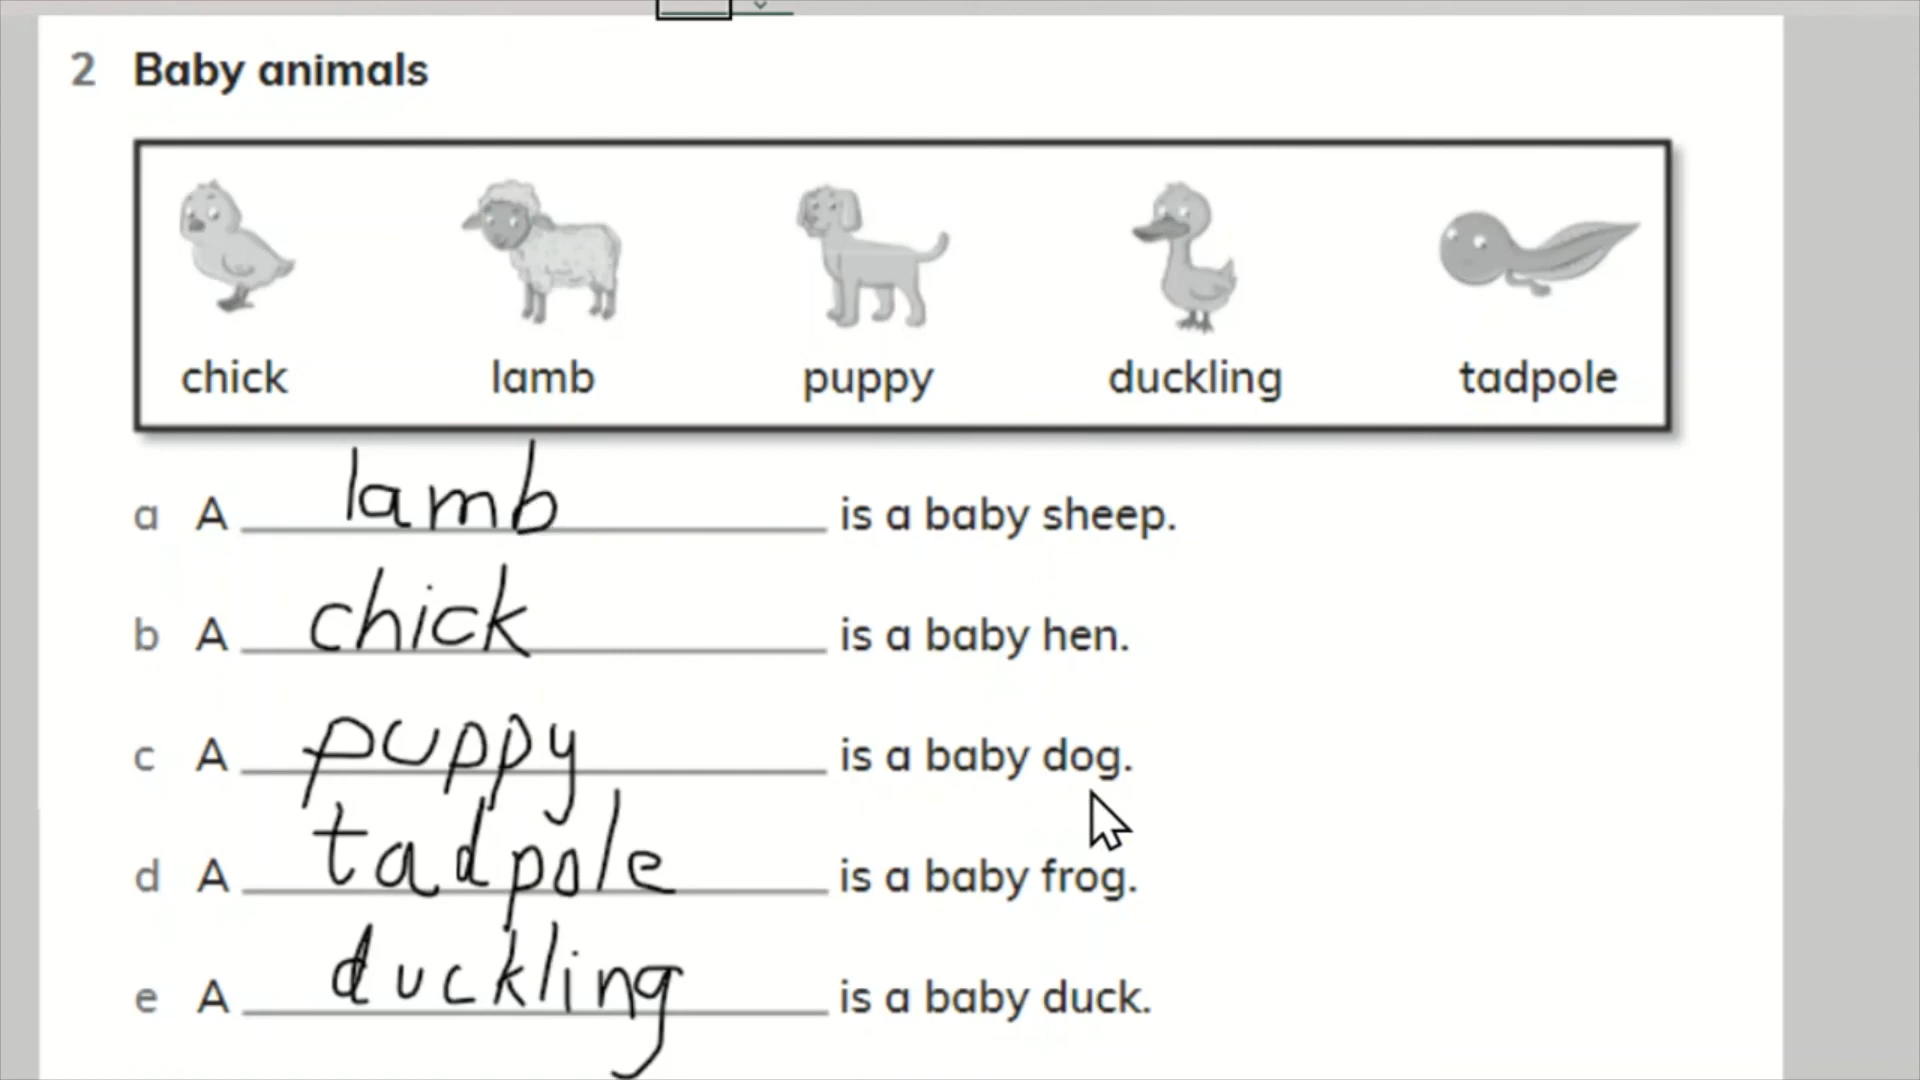 2 Baby animals
chick lamb puppy duckling tadpole
a A lamb is a baby sheep.
b A chick is a baby hen.
c A puppy is a baby dog.
d A tadpole is a baby frog.
e A duckling is a baby duck.